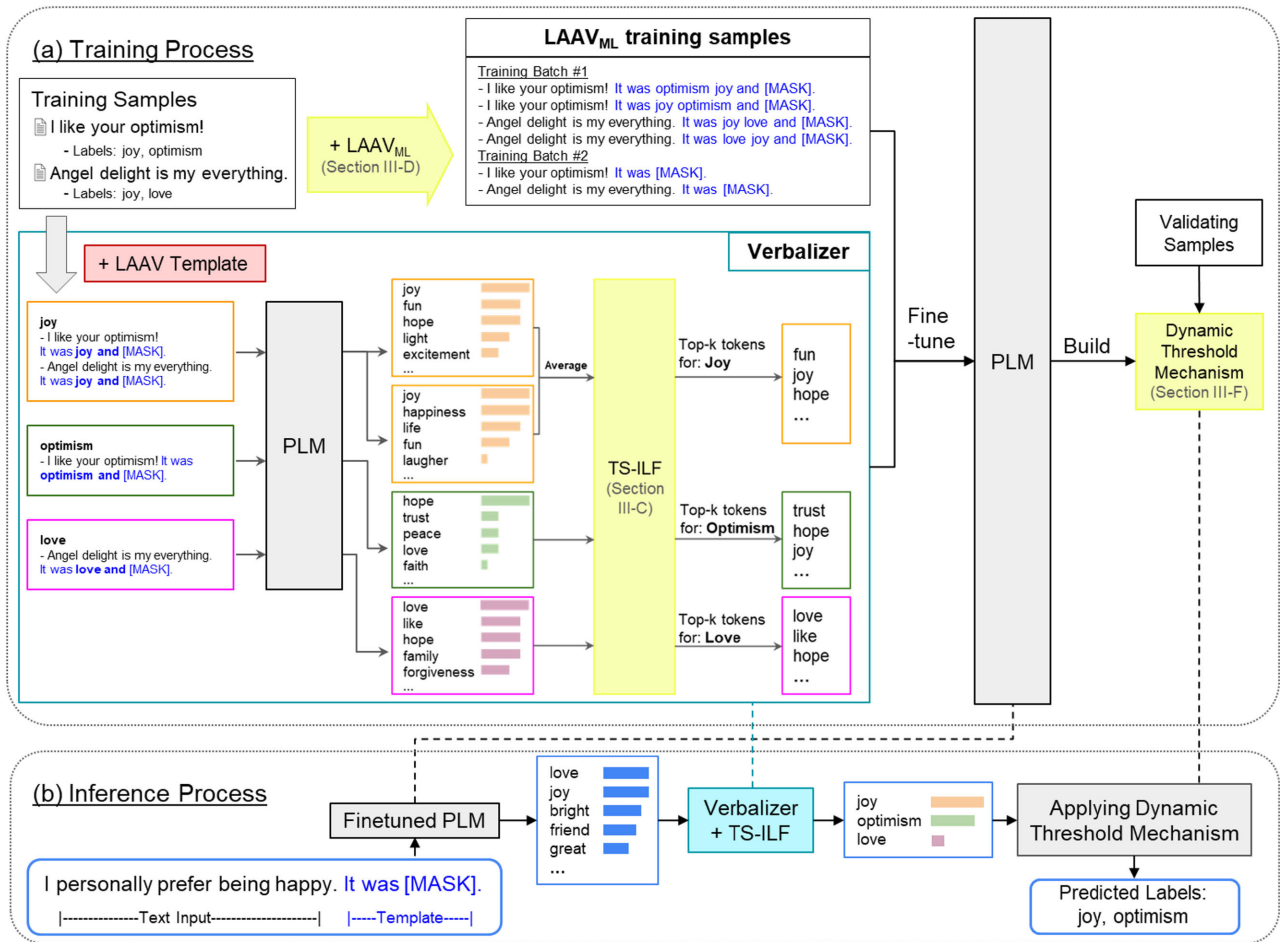 (a) Training Process
Training Samples
I like your optimism!
- Labels: joy, optimism
Angel delight is my everything.
- Labels: joy, love
+ LAAV_ML
(Section III-D)
LAAV_ML training samples
Training Batch #1
- I like your optimism! It was optimism joy and [MASK].
- I like your optimism! It was joy optimism and [MASK].
- Angel delight is my everything. It was joy love and [MASK].
- Angel delight is my everything. It was love joy and [MASK].
Training Batch #2
- I like your optimism! It was [MASK].
- Angel delight is my everything. It was [MASK].
+ LAAV Template
Verbalizer
joy
- I like your optimism!
It was joy and [MASK].
- Angel delight is my everything.
It was joy and [MASK].
optimism
- I like your optimism! It was
optimism and [MASK].
love
- Angel delight is my everything.
It was love and [MASK].
PLM
joy
fun
hope
light
excitement
...
joy
happiness
life
fun
laugher
...
hope
trust
peace
love
faith
...
love
like
hope
family
forgiveness
...
Average
TS-ILF
(Section
III-C)
Top-k tokens
for: Joy
Top-k tokens
for: Optimism
Top-k tokens
for: Love
fun
joy
hope
...
trust
hope
joy
...
love
like
hope
...
Fine
-tune
PLM
Build
Validating
Samples
Dynamic
Threshold
Mechanism
(Section III-F)
(b) Inference Process
Finetuned PLM
I personally prefer being happy. It was [MASK].
|---------------Text Input---------------------| |-----Template-----|
love
joy
bright
friend
great
...
Verbalizer
+ TS-ILF
joy
optimism
love
Applying Dynamic
Threshold Mechanism
Predicted Labels:
joy, optimism